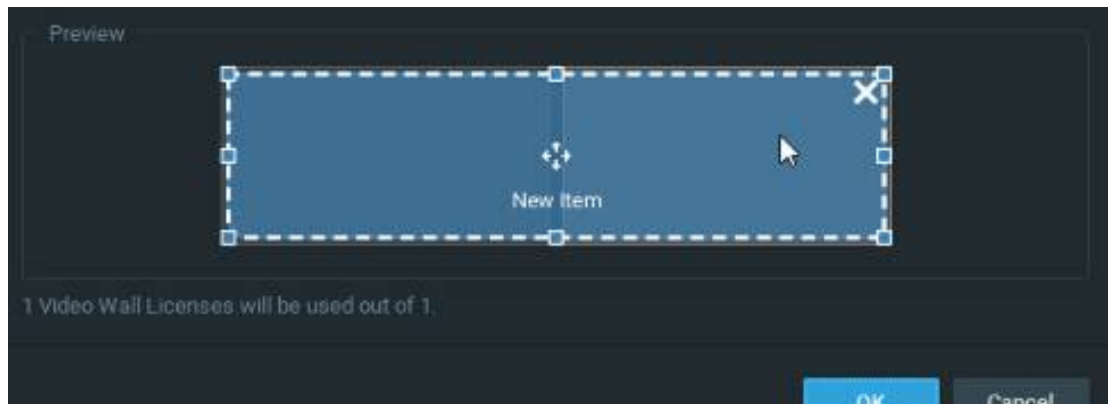 Preview
New Item
1 Video Wall Licenses will be used out of 1.
OK
Cancel